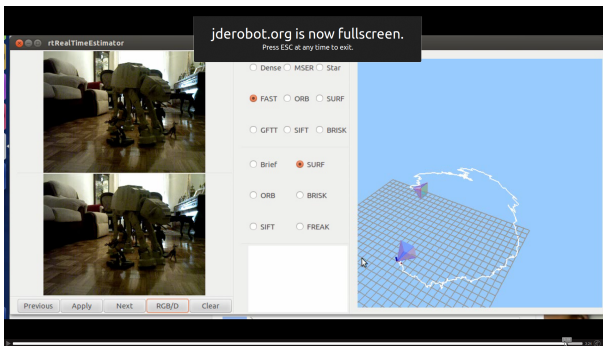 jderobot.org is now fullscreen.
Press ESC at any time to exit.
rtRealTimeEstimator
Dense MSER Star
FAST ORB SURF
GFTT SIFT BRISK
Brief SURF
ORB BRISK
SIFT FREAK
Previous Apply Next RGB/D Clear